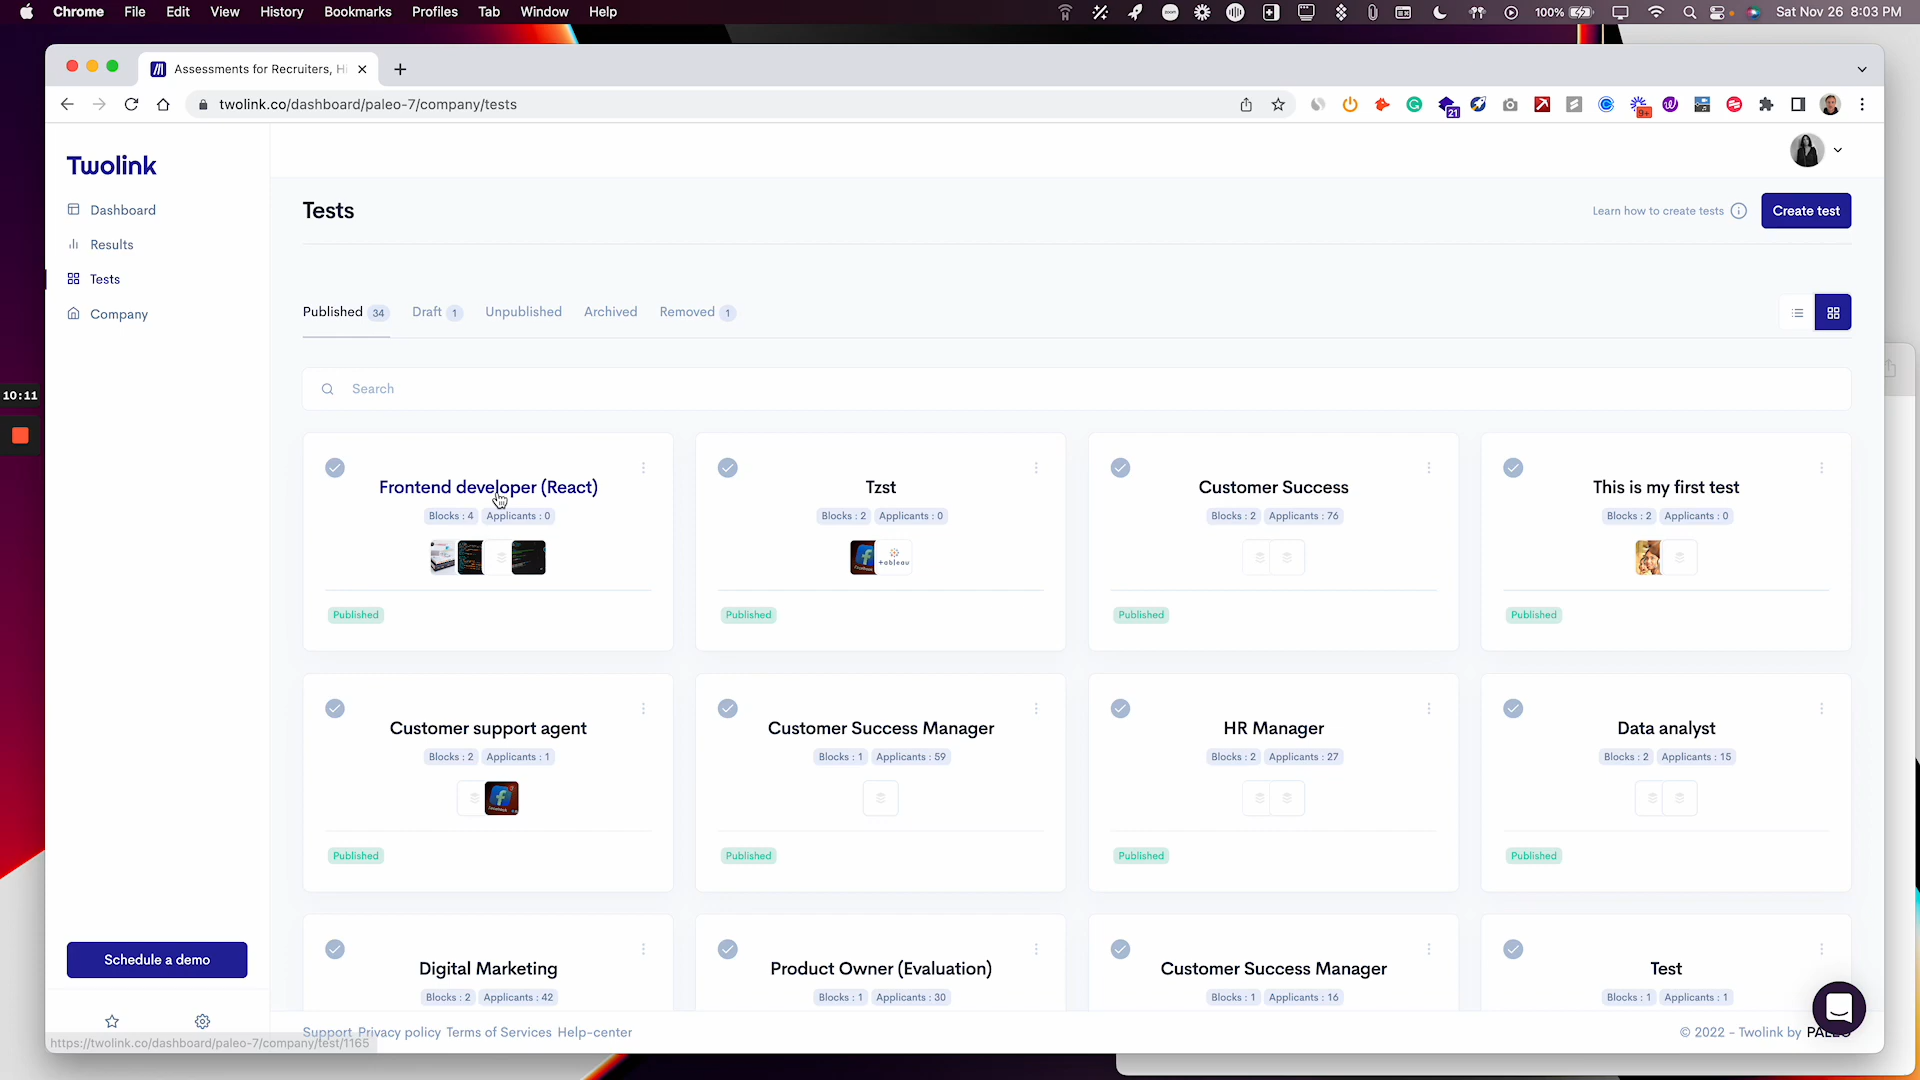 Chrome File Edit View History Bookmarks Profiles Tab Window Help
100% Sat Nov 26 8:03 PM
Assessments for Recruiters, Hi
twolink.co/dashboard/paleo-7/company/tests
21
9+
Twolink
Dashboard
Results
Tests
Company
Tests
Learn how to create tests
Create test
Published 34 Draft 1 Unpublished Archived Removed 1
Search
10:11
Frontend developer (React) Tzst Customer Success This is my first test
Blocks : 4 Applicants : 0 Blocks : 2 Applicants : 0 Blocks : 2 Applicants : 76 Blocks : 2 Applicants : 0
+ableau
Published Published Published Published
Customer support agent Customer Success Manager HR Manager Data analyst
Blocks : 2 Applicants : 1 Blocks : 1 Applicants : 59 Blocks : 2 Applicants : 27 Blocks : 2 Applicants : 15
Published Published Published Published
Digital Marketing Product Owner (Evaluation) Customer Success Manager Test
Blocks : 2 Applicants : 42 Blocks : 1 Applicants : 30 Blocks : 1 Applicants : 16 Blocks : 1 Applicants : 1
Schedule a demo
Support Privacy policy Terms of Services Help-center
© 2022 - Twolink by PALEO
https://twolink.co/dashboard/paleo-7/company/test/1165